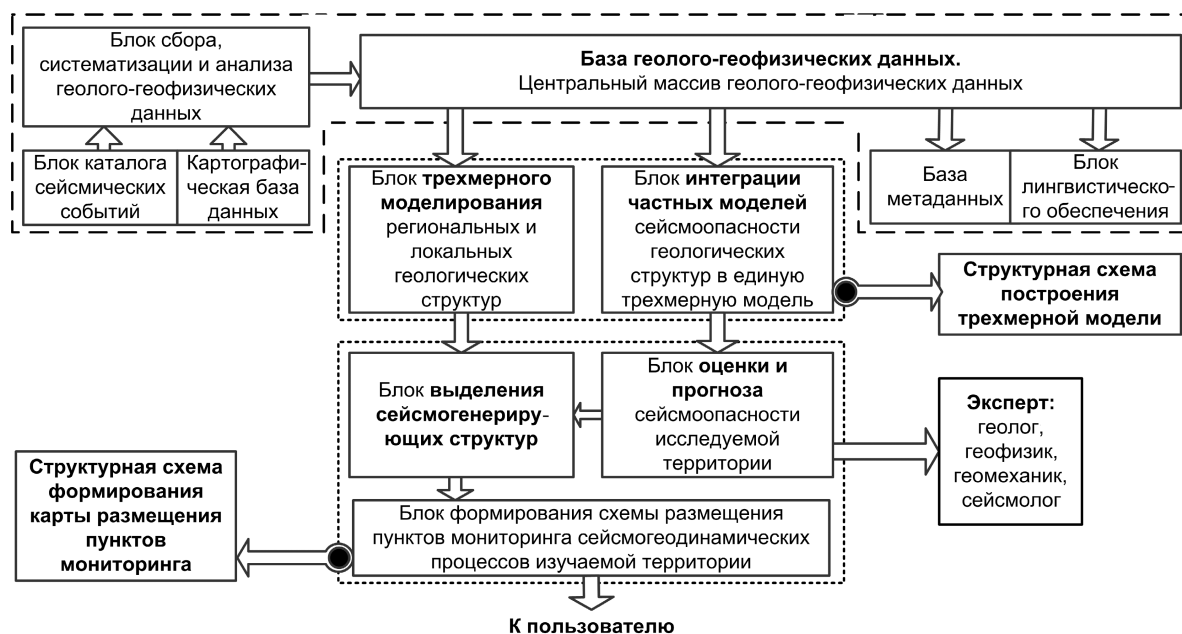 Блок сбора,
систематизации и анализа
геолого-геофизических
данных
База геолого-геофизических данных.
Центральный массив геолого-геофизических данных
Блок каталога
сейсмических
событий
Картографи-
ческая база
данных
Блок трехмерного
моделирования
региональных и
локальных
геологических
структур
Блок интеграции
частных моделей
сейсмоопасности
геологических
структур в единую
трехмерную модель
База
метаданных
Блок
лингвистическо-
го обеспечения
Структурная схема
построения
трехмерной модели
Блок выделения
сейсмогенериру-
ющих структур
Блок оценки и
прогноза
сейсмоопасности
исследуемой
территории
Эксперт:
геолог,
геофизик,
геомеханик,
сейсмолог
Структурная схема
формирования
карты размещения
пунктов
мониторинга
Блок формирования схемы размещения
пунктов мониторинга сейсмогеодинамических
процессов изучаемой территории
К пользователю